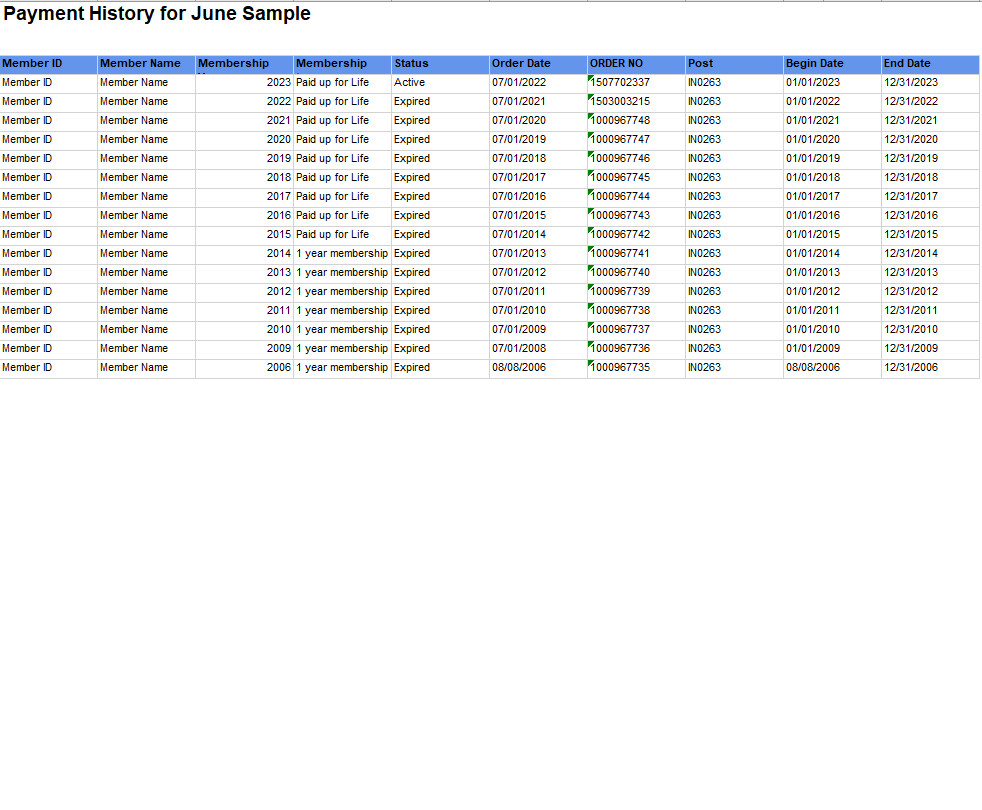 Payment History for June Sample
Member ID Member Name Membership Membership Status Order Date ORDER NO Post Begin Date End Date
Member ID Member Name 2023 Paid up for Life Active 07/01/2022 1507702337 IN0263 01/01/2023 12/31/2023
Member ID Member Name 2022 Paid up for Life Expired 07/01/2021 1503003215 IN0263 01/01/2022 12/31/2022
Member ID Member Name 2021 Paid up for Life Expired 07/01/2020 1000967748 IN0263 01/01/2021 12/31/2021
Member ID Member Name 2020 Paid up for Life Expired 07/01/2019 1000967747 IN0263 01/01/2020 12/31/2020
Member ID Member Name 2019 Paid up for Life Expired 07/01/2018 1000967746 IN0263 01/01/2019 12/31/2019
Member ID Member Name 2018 Paid up for Life Expired 07/01/2017 1000967745 IN0263 01/01/2018 12/31/2018
Member ID Member Name 2017 Paid up for Life Expired 07/01/2016 1000967744 IN0263 01/01/2017 12/31/2017
Member ID Member Name 2016 Paid up for Life Expired 07/01/2015 1000967743 IN0263 01/01/2016 12/31/2016
Member ID Member Name 2015 Paid up for Life Expired 07/01/2014 1000967742 IN0263 01/01/2015 12/31/2015
Member ID Member Name 2014 1 year membership Expired 07/01/2013 1000967741 IN0263 01/01/2014 12/31/2014
Member ID Member Name 2013 1 year membership Expired 07/01/2012 1000967740 IN0263 01/01/2013 12/31/2013
Member ID Member Name 2012 1 year membership Expired 07/01/2011 1000967739 IN0263 01/01/2012 12/31/2012
Member ID Member Name 2011 1 year membership Expired 07/01/2010 1000967738 IN0263 01/01/2011 12/31/2011
Member ID Member Name 2010 1 year membership Expired 07/01/2009 1000967737 IN0263 01/01/2010 12/31/2010
Member ID Member Name 2009 1 year membership Expired 07/01/2008 1000967736 IN0263 01/01/2009 12/31/2009
Member ID Member Name 2006 1 year membership Expired 08/08/2006 1000967735 IN0263 08/08/2006 12/31/2006